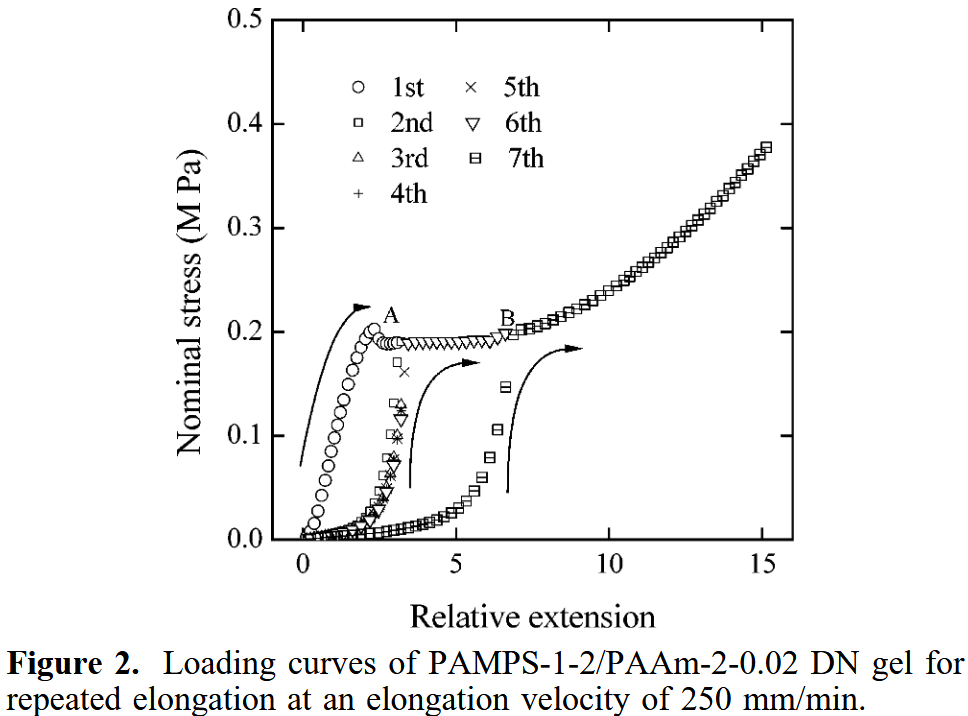 0.5
0.4
0.3
0.2
0.1
0.0
Nominal stress (M Pa)
1st
2nd
3rd
4th
5th
6th
7th
A
B
0
5
10
15
Relative extension
Figure 2. Loading curves of PAMPS-1-2/PAAm-2-0.02 DN gel for
repeated elongation at an elongation velocity of 250 mm/min.